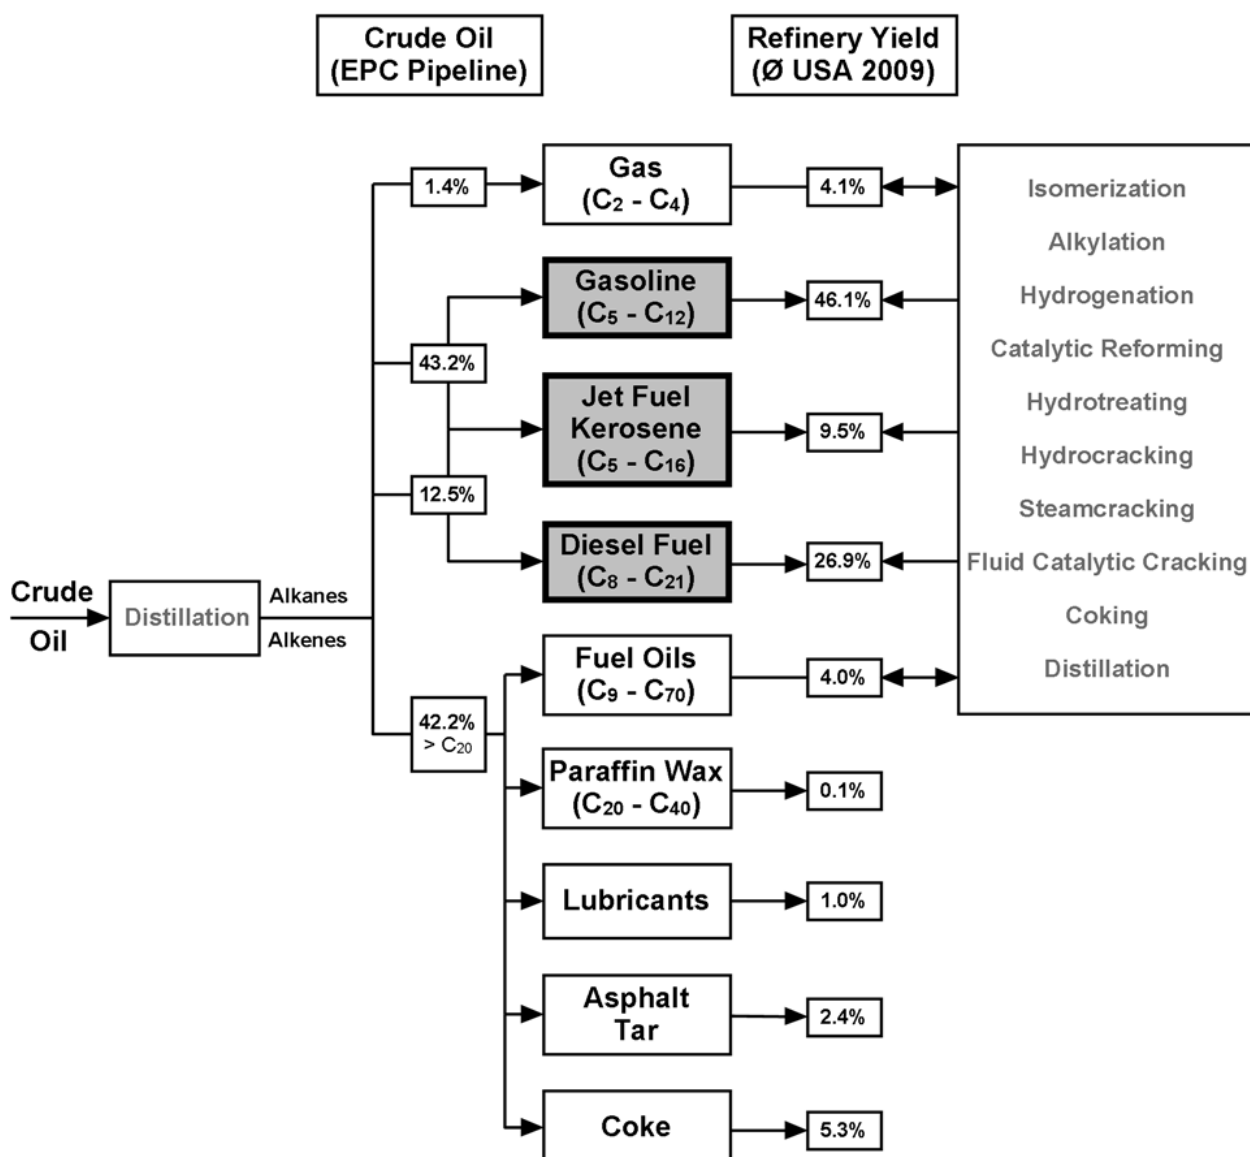 Crude Oil
(EPC Pipeline)
Refinery Yield
(Ø USA 2009)
1.4%
Gas
(C₂ - C₄)
4.1%
Gasoline
(C₅ - C₁₂)
46.1%
43.2%
Jet Fuel
Kerosene
(C₅ - C₁₆)
9.5%
12.5%
Diesel Fuel
(C₈ - C₂₁)
26.9%
Crude
Oil
Distillation
Alkanes
Alkenes
42.2%
> C₂₀
Fuel Oils
(C₉ - C₇₀)
4.0%
Paraffin Wax
(C₂₀ - C₄₀)
0.1%
Lubricants
1.0%
Asphalt
Tar
2.4%
Coke
5.3%
Isomerization
Alkylation
Hydrogenation
Catalytic Reforming
Hydrotreating
Hydrocracking
Steamcracking
Fluid Catalytic Cracking
Coking
Distillation